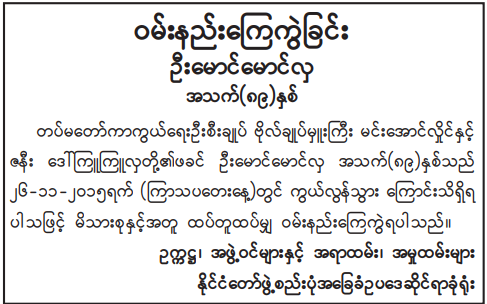 ဝမ်းနည်းကြေကွဲခြင်း
ဦးမောင်မောင်လှ
အသက်(၈၉)နှစ်
တပ်မတော်ကာကွယ်ရေးဦးစီးချုပ် ဗိုလ်ချုပ်မှူးကြီး မင်းအောင်လှိုင်နှင့်
ဇနီး ဒေါ်ကြူကြူလှတို့၏ဖခင် ဦးမောင်မောင်လှ အသက်(၈၉)နှစ်သည်
၂၆-၁၁-၂၀၁၅ရက် (ကြာသပတေးနေ့)တွင် ကွယ်လွန်သွား ကြောင်းသိရှိရ
ပါသဖြင့် မိသားစုနှင့်အတူ ထပ်တူထပ်မျှ ဝမ်းနည်းကြေကွဲရပါသည်။
ဥက္ကဋ္ဌ၊ အဖွဲ့ဝင်များနှင့် အရာထမ်း၊ အမှုထမ်းများ
နိုင်ငံတော်ဖွဲ့စည်းပုံအခြေခံဥပဒေဆိုင်ရာခုံရုံး